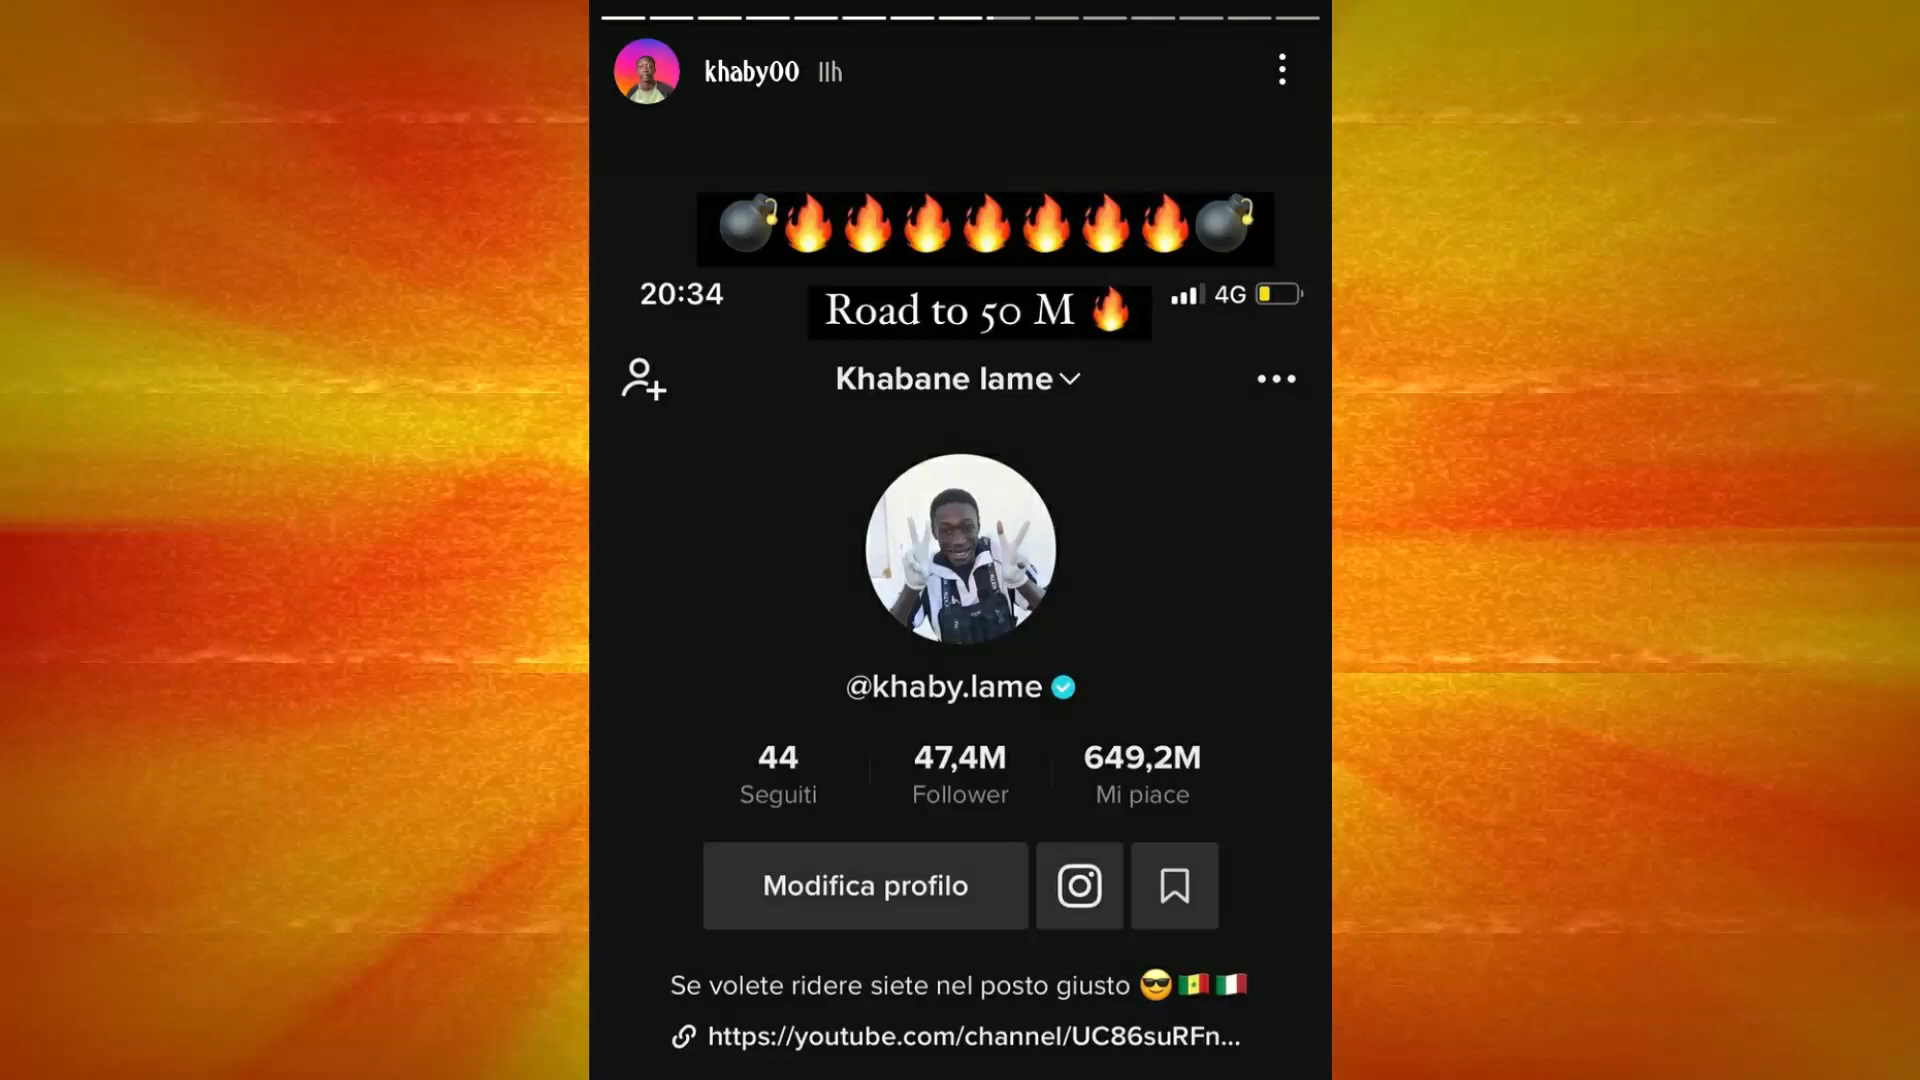 khaby00 11h
💣🔥🔥🔥🔥🔥🔥🔥💣
20:34
Road to 50 M 🔥
4G
Khabane lame
@khaby.lame
44 47,4M 649,2M
Seguiti Follower Mi piace
Modifica profilo
Se volete ridere siete nel posto giusto 😎🇸🇳🇮🇹
https://youtube.com/channel/UC86suRFn...